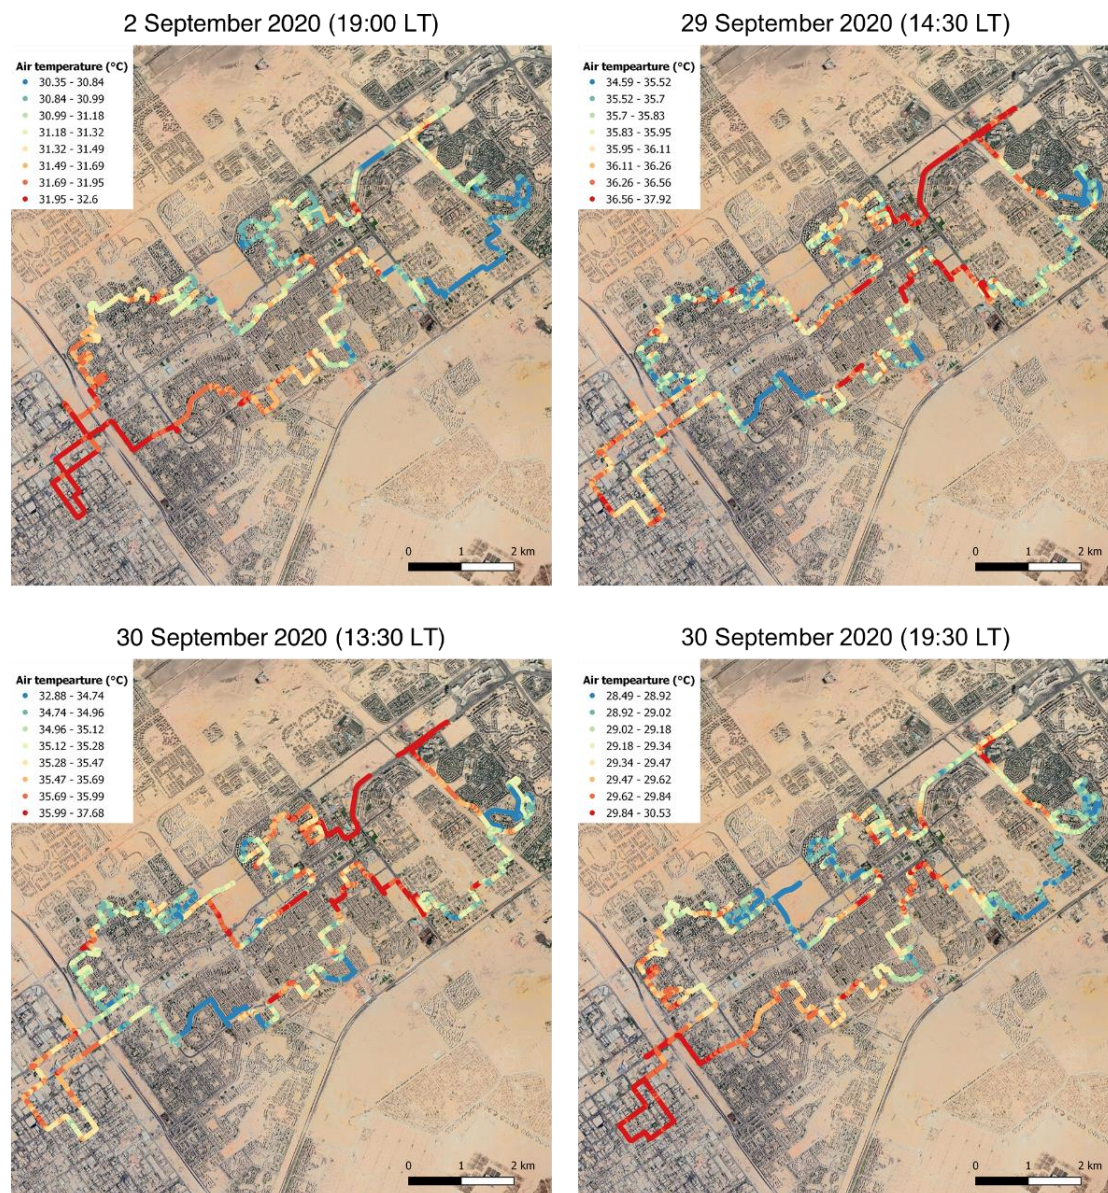 2 September 2020 (19:00 LT)
Air temperature (°C)
30.35 - 30.84
30.84 - 30.99
30.99 - 31.18
31.18 - 31.32
31.32 - 31.49
31.49 - 31.69
31.69 - 31.95
31.95 - 32.6
0 1 2 km
29 September 2020 (14:30 LT)
Air tempearture (°C)
34.59 - 35.52
35.52 - 35.7
35.7 - 35.83
35.83 - 35.95
35.95 - 36.11
36.11 - 36.26
36.26 - 36.56
36.56 - 37.92
0 1 2 km
30 September 2020 (13:30 LT)
Air tempearture (°C)
32.88 - 34.74
34.74 - 34.96
34.96 - 35.12
35.12 - 35.28
35.28 - 35.47
35.47 - 35.69
35.69 - 35.99
35.99 - 37.68
0 1 2 km
30 September 2020 (19:30 LT)
Air tempearture (°C)
28.49 - 28.92
28.92 - 29.02
29.02 - 29.18
29.18 - 29.34
29.34 - 29.47
29.47 - 29.62
29.62 - 29.84
29.84 - 30.53
0 1 2 km